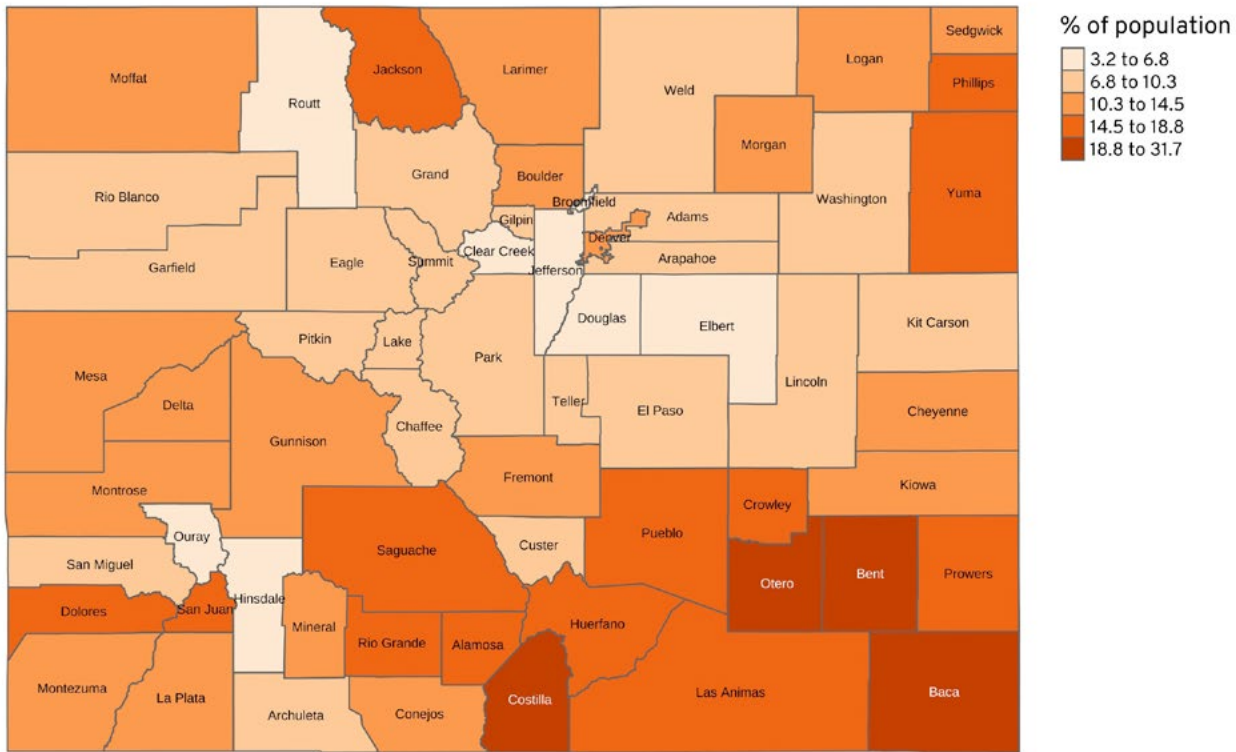 % of population
3.2 to 6.8
6.8 to 10.3
10.3 to 14.5
14.5 to 18.8
18.8 to 31.7
Sedgwick
Logan
Moffat
Jackson
Larimer
Phillips
Weld
Routt
Morgan
Grand
Boulder
Yuma
Rio Blanco
Washington
Broomfield
Gilpin
Adams
Denver
Clear Creek
Arapahoe
Summit
Eagle
Garfield
Jefferson
Douglas
Elbert
Kit Carson
Pitkin
Lake
Park
Mesa
Lincoln
Teller
Delta
El Paso
Cheyenne
Chaffee
Gunnison
Fremont
Kiowa
Montrose
Crowley
Pueblo
Ouray
Custer
Saguache
San Miguel
Bent
Prowers
Otero
Hinsdale
Dolores
San Juan
Mineral
Huerfano
Rio Grande
Alamosa
Montezuma
La Plata
Costilla
Las Animas
Baca
Archuleta
Conejos